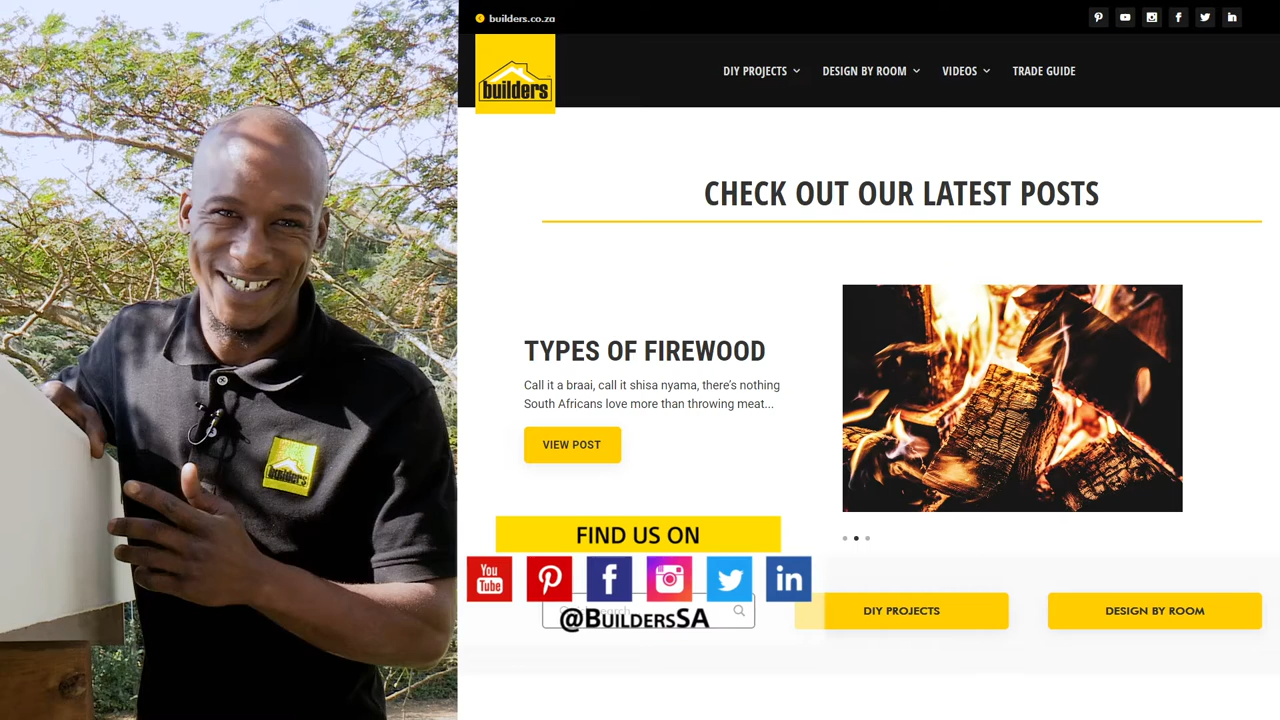 builders.co.za
builders
DIY PROJECTS
DESIGN BY ROOM
VIDEOS
TRADE GUIDE
CHECK OUT OUR LATEST POSTS
TYPES OF FIREWOOD
Call it a braai, call it shisa nyama, there's nothing
South Africans love more than throwing meat...
VIEW POST
builders
FIND US ON
You
Tube
@BUILDERSSA
DIY PROJECTS
DESIGN BY ROOM